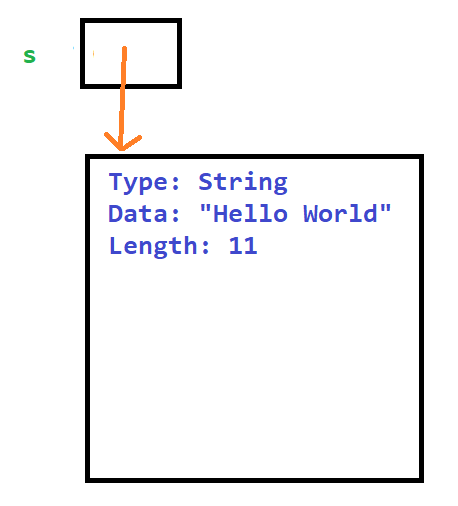 s
Type: String
Data: "Hello World"
Length: 11